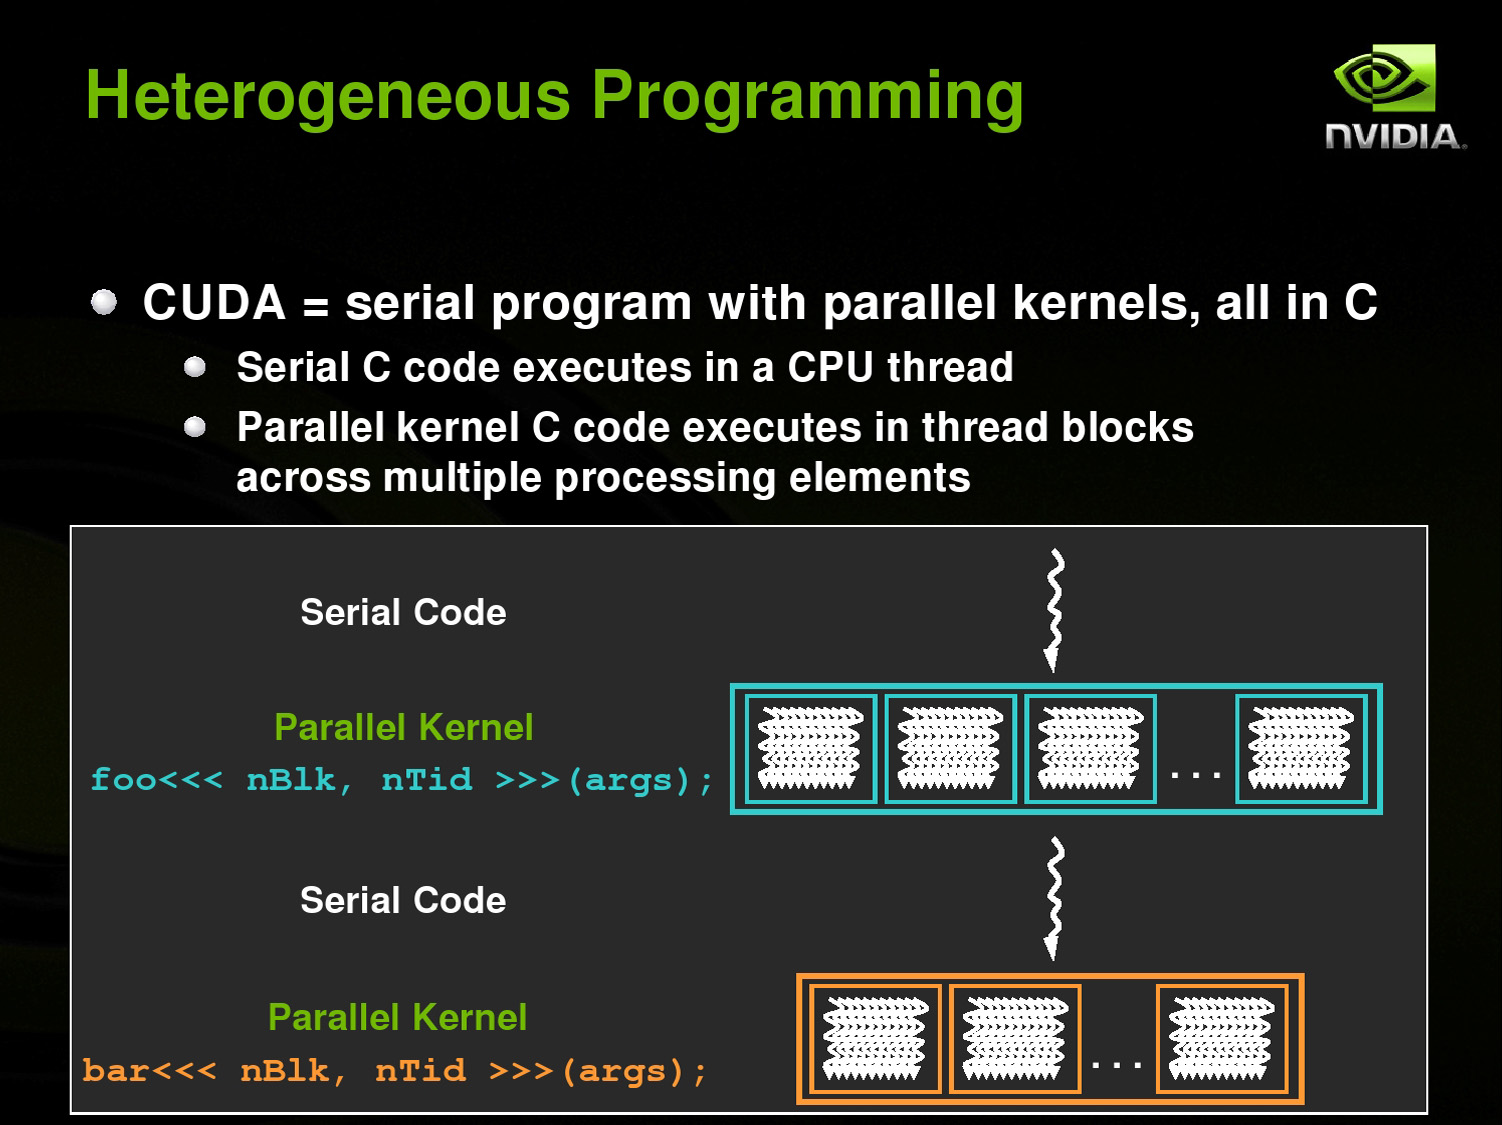 Heterogeneous Programming
NVIDIA®
CUDA = serial program with parallel kernels, all in C
Serial C code executes in a CPU thread
Parallel kernel C code executes in thread blocks
across multiple processing elements
Serial Code
Parallel Kernel
foo<<< nBlk, nTid >>>(args);
. . .
Serial Code
Parallel Kernel
bar<<< nBlk, nTid >>>(args);
. . .